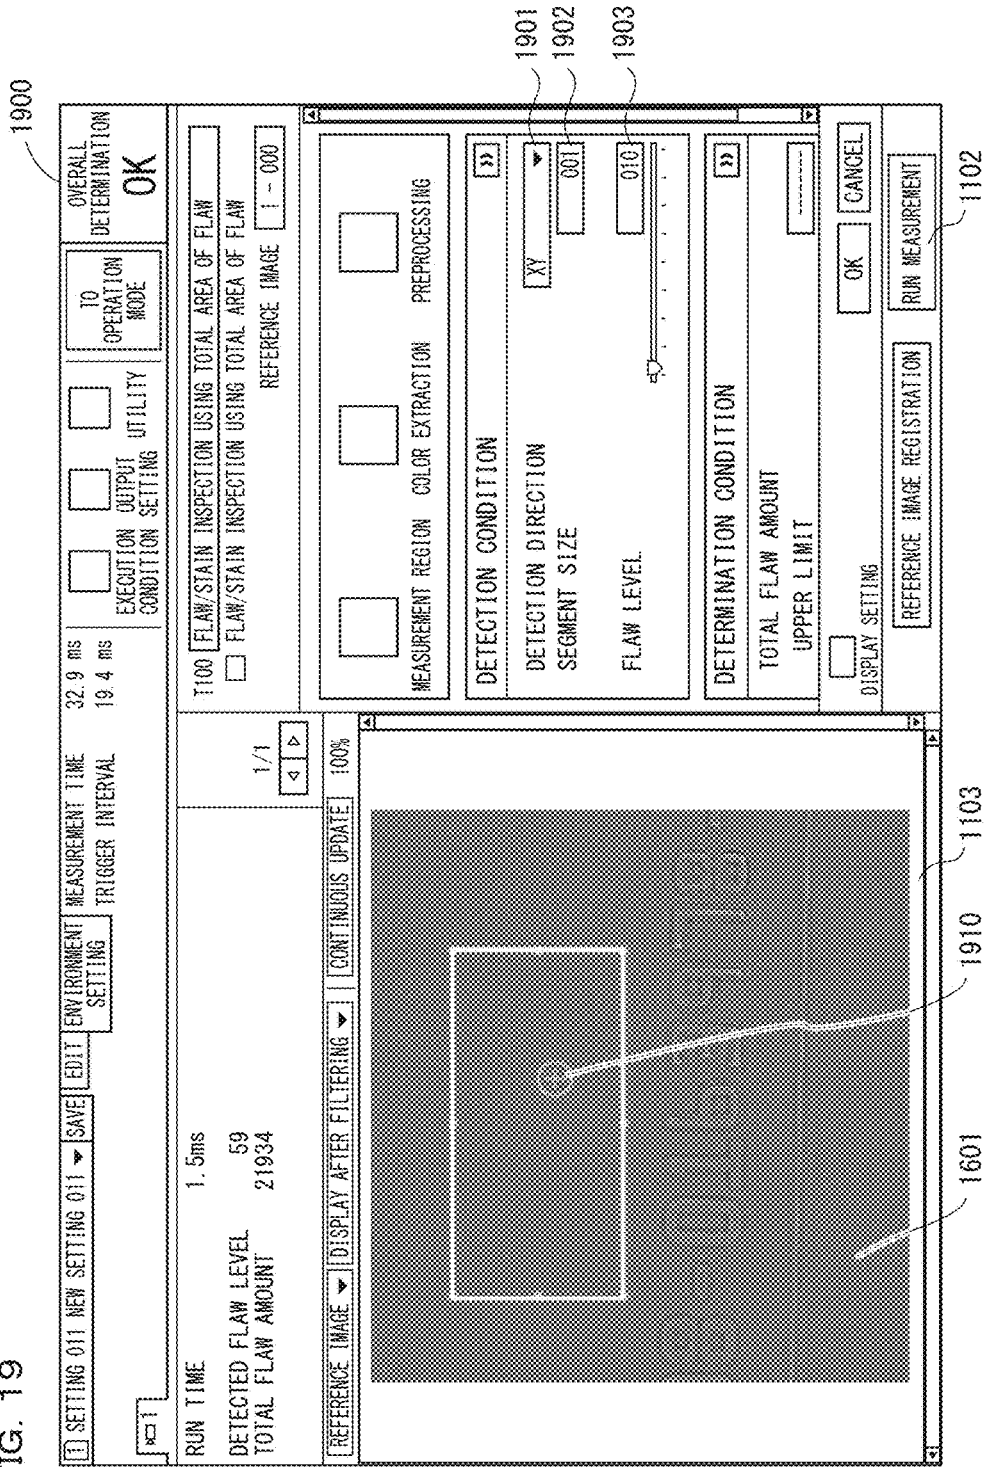 IG. 19
1900
1 SETTING 011 NEW SETTING 011 ▼ SAVE EDIT ENVIRONMENT SETTING
MEASUREMENT TIME 32.9 ms
TRIGGER INTERVAL 19.4 ms
EXECUTION CONDITION
OUTPUT SETTING
UTILITY
TO OPERATION MODE
OVERALL DETERMINATION
OK
1
RUN TIME 1.5ms
DETECTED FLAW LEVEL 59
TOTAL FLAW AMOUNT 21934
1/1
REFERENCE IMAGE ▼ DISPLAY AFTER FILTERING ▼ CONTINUOUS UPDATE 100%
T100 FLAW/STAIN INSPECTION USING TOTAL AREA OF FLAW
FLAW/STAIN INSPECTION USING TOTAL AREA OF FLAW
REFERENCE IMAGE 1 - 000
MEASUREMENT REGION COLOR EXTRACTION PREPROCESSING
DETECTION CONDITION
DETECTION DIRECTION XY ▼
SEGMENT SIZE 001
FLAW LEVEL 010
DETERMINATION CONDITION
TOTAL FLAW AMOUNT
UPPER LIMIT --------
DISPLAY SETTING
OK CANCEL
REFERENCE IMAGE REGISTRATION RUN MEASUREMENT
1901
1902
1903
1601
1910
1103
1102